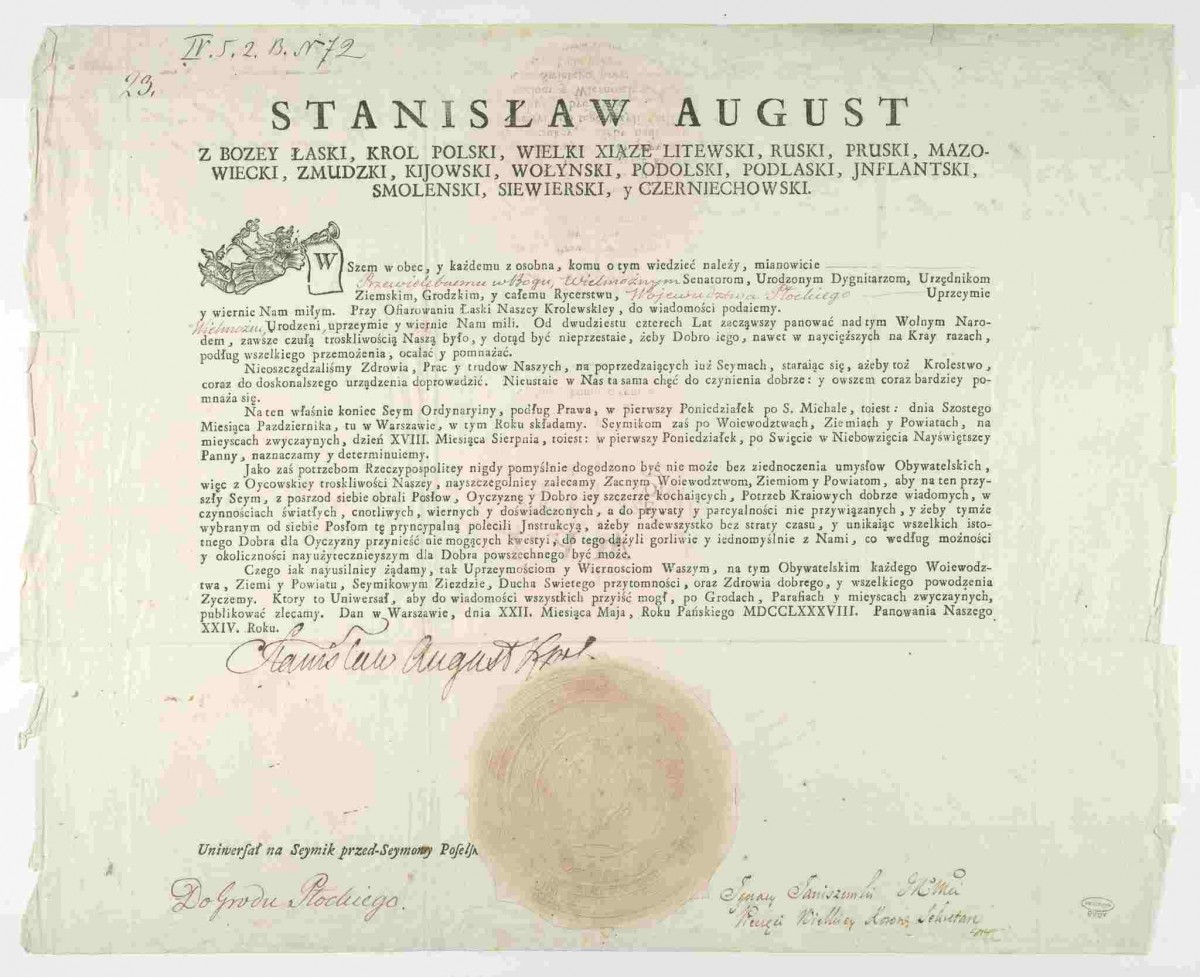 IV. 5. 2. B. N 72
23.
STANISŁAW AUGUST
Z BOZEY ŁASKI, KROL POLSKI, WIELKI XIĄZĘ LITEWSKI, RUSKI, PRUSKI, MAZO-
WIECKI, ZMUDZKI, KIJOWSKI, WOŁYNSKI, PODOLSKI, PODLASKI, JNFLANTSKI,
SMOLENSKI, SIEWIERSKI, y CZERNIECHOWSKI.
WSzem w obec, y każdemu z osobna, komu o tym wiedzieć należy, mianowicie
Przewielebnemu w Bogu, Wielmożnym Senatorom, Urodzonym Dygnitarzom, Urzędnikom
Ziemskim, Grodzkim, y całemu Rycerstwu, Wojewudztwa Płockiego Uprzeymie
y wiernie Nam miłym. Przy Ofiarowaniu Łaski Naszey Krolewskiey, do wiadomości podaiemy.
Wielmożni, Urodzeni, uprzeymie y wiernie Nam mili. Od dwudziestu czterech Lat zacząwszy panować nad tym Wolnym Naro-
dem, zawsze czułą troskliwością Naszą było, y dotąd być nieprzestaie, żeby Dobro iego, nawet w naycięższych na Kray razach,
podług wszelkiego przemożenia, ocalać y pomnażać.
Nieoszczędzaliśmy Zdrowia, Prac y trudow Naszych, na poprzedzaiących iuż Seymach, staraiąc się, ażeby toż Krolestwo,
coraz do doskonalszego urządzenia doprowadzić. Nieustaie w Nas ta sama chęć do czynienia dobrze: y owszem coraz bardziey po-
mnaża się.
Na ten właśnie koniec Seym Ordynaryiny, podług Prawa, w pierwszy Poniedziałek po S. Michale, toiest: dnia Szostego
Miesiąca Pazdziernika, tu w Warszawie, w tym Roku składamy. Seymikom zaś po Woiewodztwach, Ziemiach y Powiatach, na
mieyscach zwyczaynych, dzień XVIII. Miesiąca Sierpnia, toiest: w pierwszy Poniedziałek, po Swięcie w Niebowzięcia Nayświętszey
Panny, naznaczamy y determinuiemy.
Jako zaś potrzebom Rzeczypospolitey nigdy pomyślnie dogodzono być nie może bez ziednoczenia umysłow Obywatelskich,
więc z Oycowskiey troskliwości Naszey, nayszczegolniey zalecamy Zacnym Woiewodztwom, Ziemiom y Powiatom, aby na ten przy-
szły Seym, z posrzod siebie obrali Posłow, Oyczyznę y Dobro iey szczerze kochaiących, Potrzeb Kraiowych dobrze wiadomych, w
czynnościach światłych, cnotliwych, wiernych y doświadczonych, a do prywaty y parcyalności nie przywiązanych, y żeby tymże
wybranym od siebie Posłom tę pryncypalną polecili Jnstrukcyą, ażeby nadewszystko bez straty czasu, y unikaiąc wszelkich isto-
tnego Dobra dla Oyczyzny przynieść nie mogących kwestyi, do tego dążyli gorliwie y iednomyślnie z Nami, co według możności
y okoliczności nayużytecznieyszym dla Dobra powszechnego być może.
Czego iak nayusilniey żądamy, tak Uprzeymościom y Wiernosciom Waszym, na tym Obywatelskim każdego Woiewodz-
twa, Ziemi y Powiatu, Seymikowym Ziezdzie, Ducha Swietego przytomności, oraz Zdrowia dobrego, y wszelkiego powodzenia
Zyczemy. Ktory to Uniwersał, aby do wiadomości wszystkich przyiść mogł, po Grodach, Parafiach y mieyscach zwyczaynych,
publikować zlecamy. Dan w Warszawie, dnia XXII. Miesiąca Maja, Roku Pańskiego MDCCLXXXVIII. Panowania Naszego
XXIV. Roku.
Stanisław August Krol.
Uniwersał na Seymik przed-Seymowy Poselsk
Do Grodu Płockiego.
Ignacy
Wielkiey Koron. Sekretarz